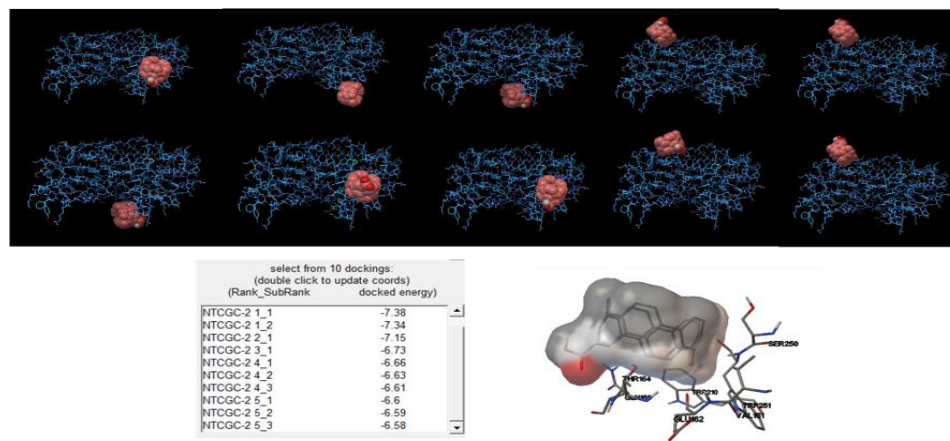 select from 10 dockings:
(double click to update coords)
(Rank_SubRank docked energy)
NTCGC-2 1_1 -7.38
NTCGC-2 1_2 -7.34
NTCGC-2 2_1 -7.15
NTCGC-2 3_1 -6.73
NTCGC-2 4_1 -6.66
NTCGC-2 4_2 -6.63
NTCGC-2 4_3 -6.61
NTCGC-2 5_1 -6.6
NTCGC-2 5_2 -6.59
NTCGC-2 5_3 -6.58
SER250
THR164
TRP210
GLU162
VAL161